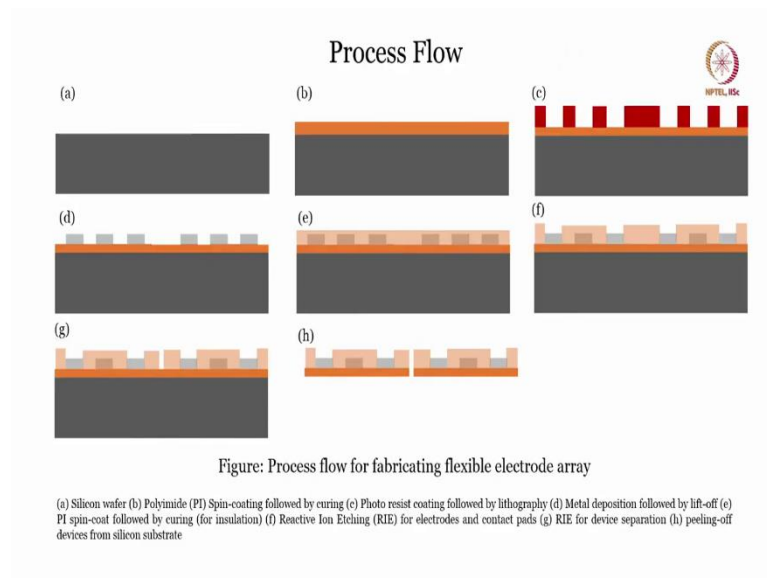 Process Flow
NPTEL, IISc
(a)
(b)
(c)
(d)
(e)
(f)
(g)
(h)
Figure: Process flow for fabricating flexible electrode array
(a) Silicon wafer (b) Polyimide (PI) Spin-coating followed by curing (c) Photo resist coating followed by lithography (d) Metal deposition followed by lift-off (e)
PI spin-coat followed by curing (for insulation) (f) Reactive Ion Etching (RIE) for electrodes and contact pads (g) RIE for device separation (h) peeling-off
devices from silicon substrate